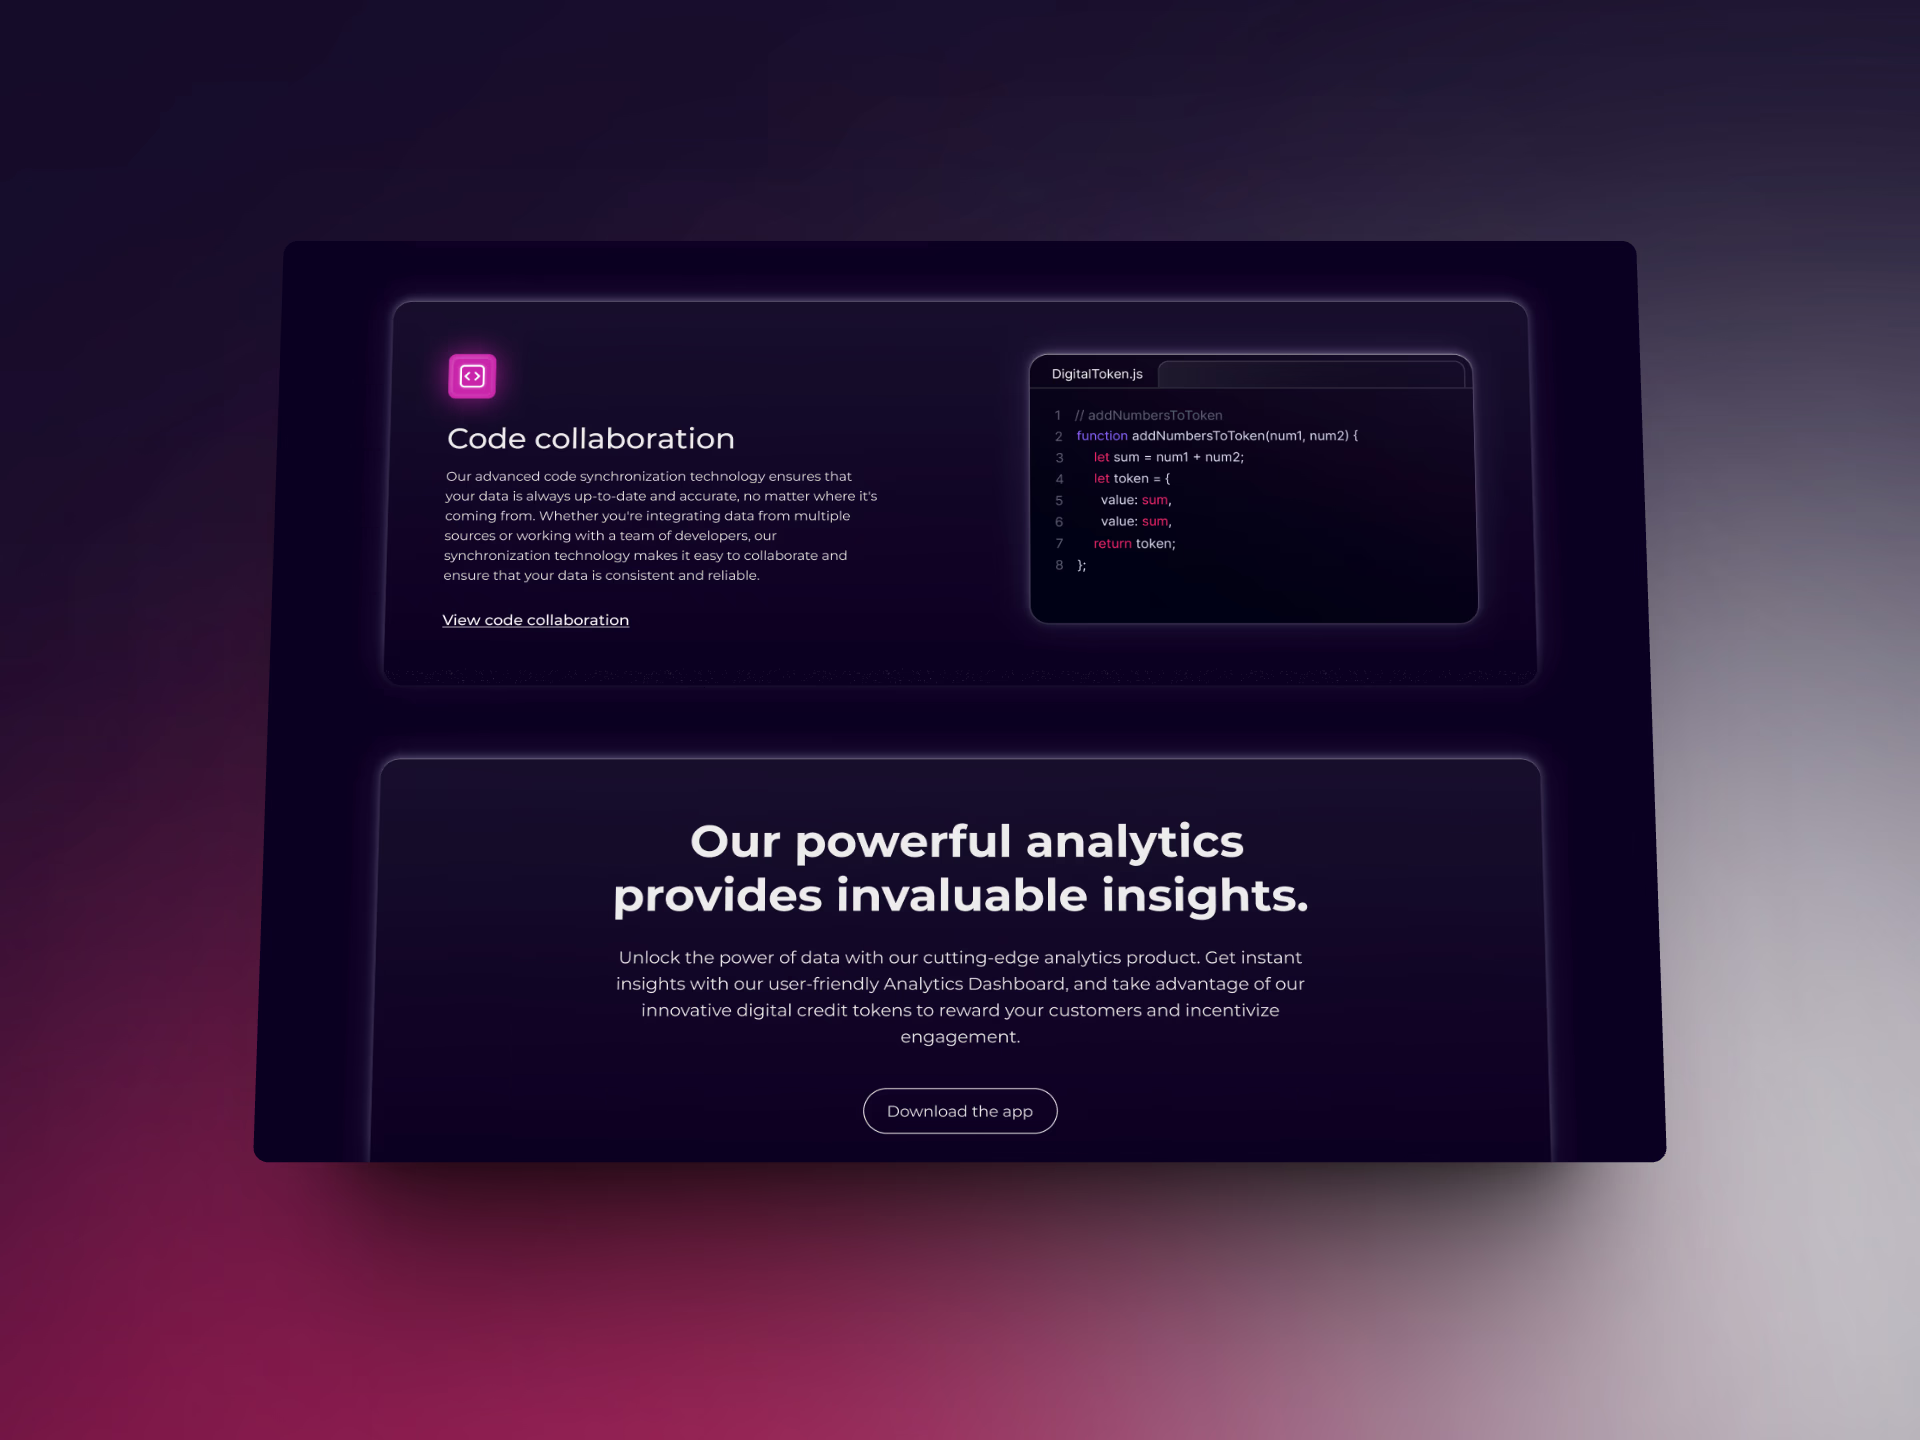 Code collaboration
Our advanced code synchronization technology ensures that
your data is always up-to-date and accurate, no matter where it's
coming from. Whether you're integrating data from multiple
sources or working with a team of developers, our
synchronization technology makes it easy to collaborate and
ensure that your data is consistent and reliable.
View code collaboration
DigitalToken.js
1 // addNumbersToToken
2 function addNumbersToToken(num1, num2) {
3 let sum = num1 + num2;
4 let token = {
5 value: sum,
6 value: sum,
7 return token;
8 };
Our powerful analytics
provides invaluable insights.
Unlock the power of data with our cutting-edge analytics product. Get instant
insights with our user-friendly Analytics Dashboard, and take advantage of our
innovative digital credit tokens to reward your customers and incentivize
engagement.
Download the app